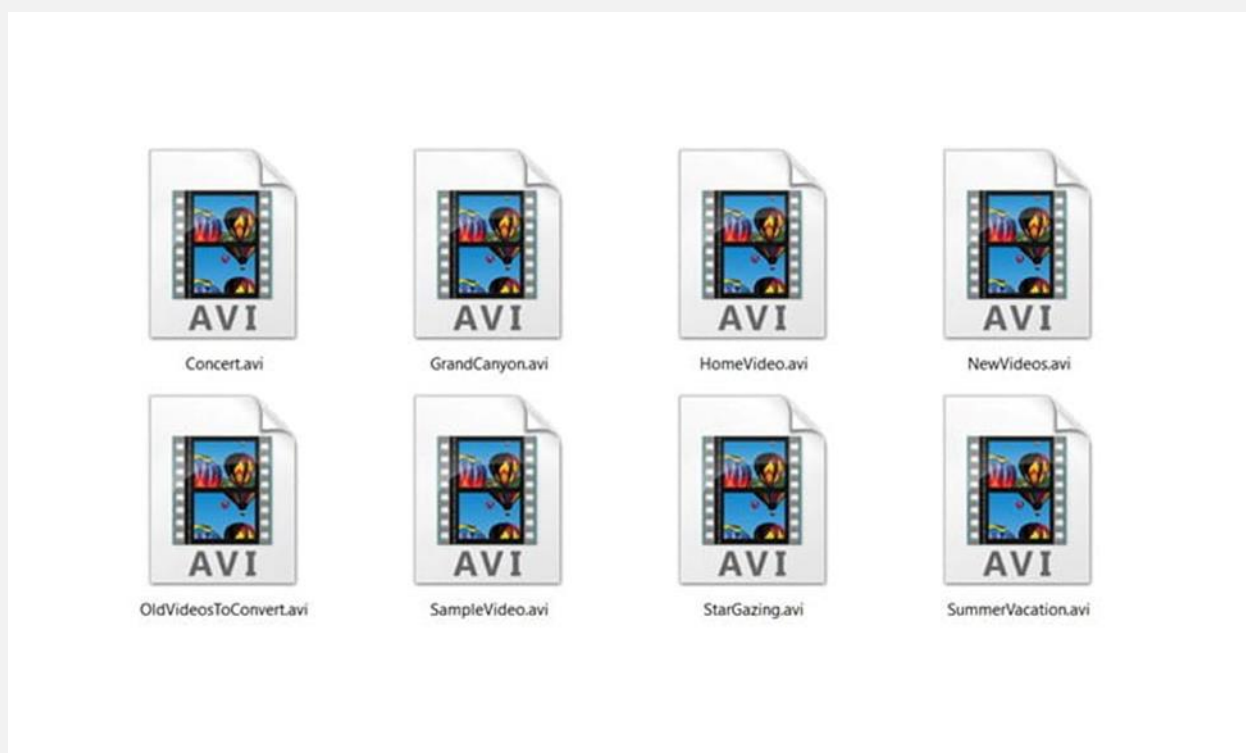 AVI AVI AVI AVI
Concert.avi GrandCanyon.avi HomeVideo.avi NewVideos.avi
AVI AVI AVI AVI
OldVideosToConvert.avi SampleVideo.avi StarGazing.avi SummerVacation.avi